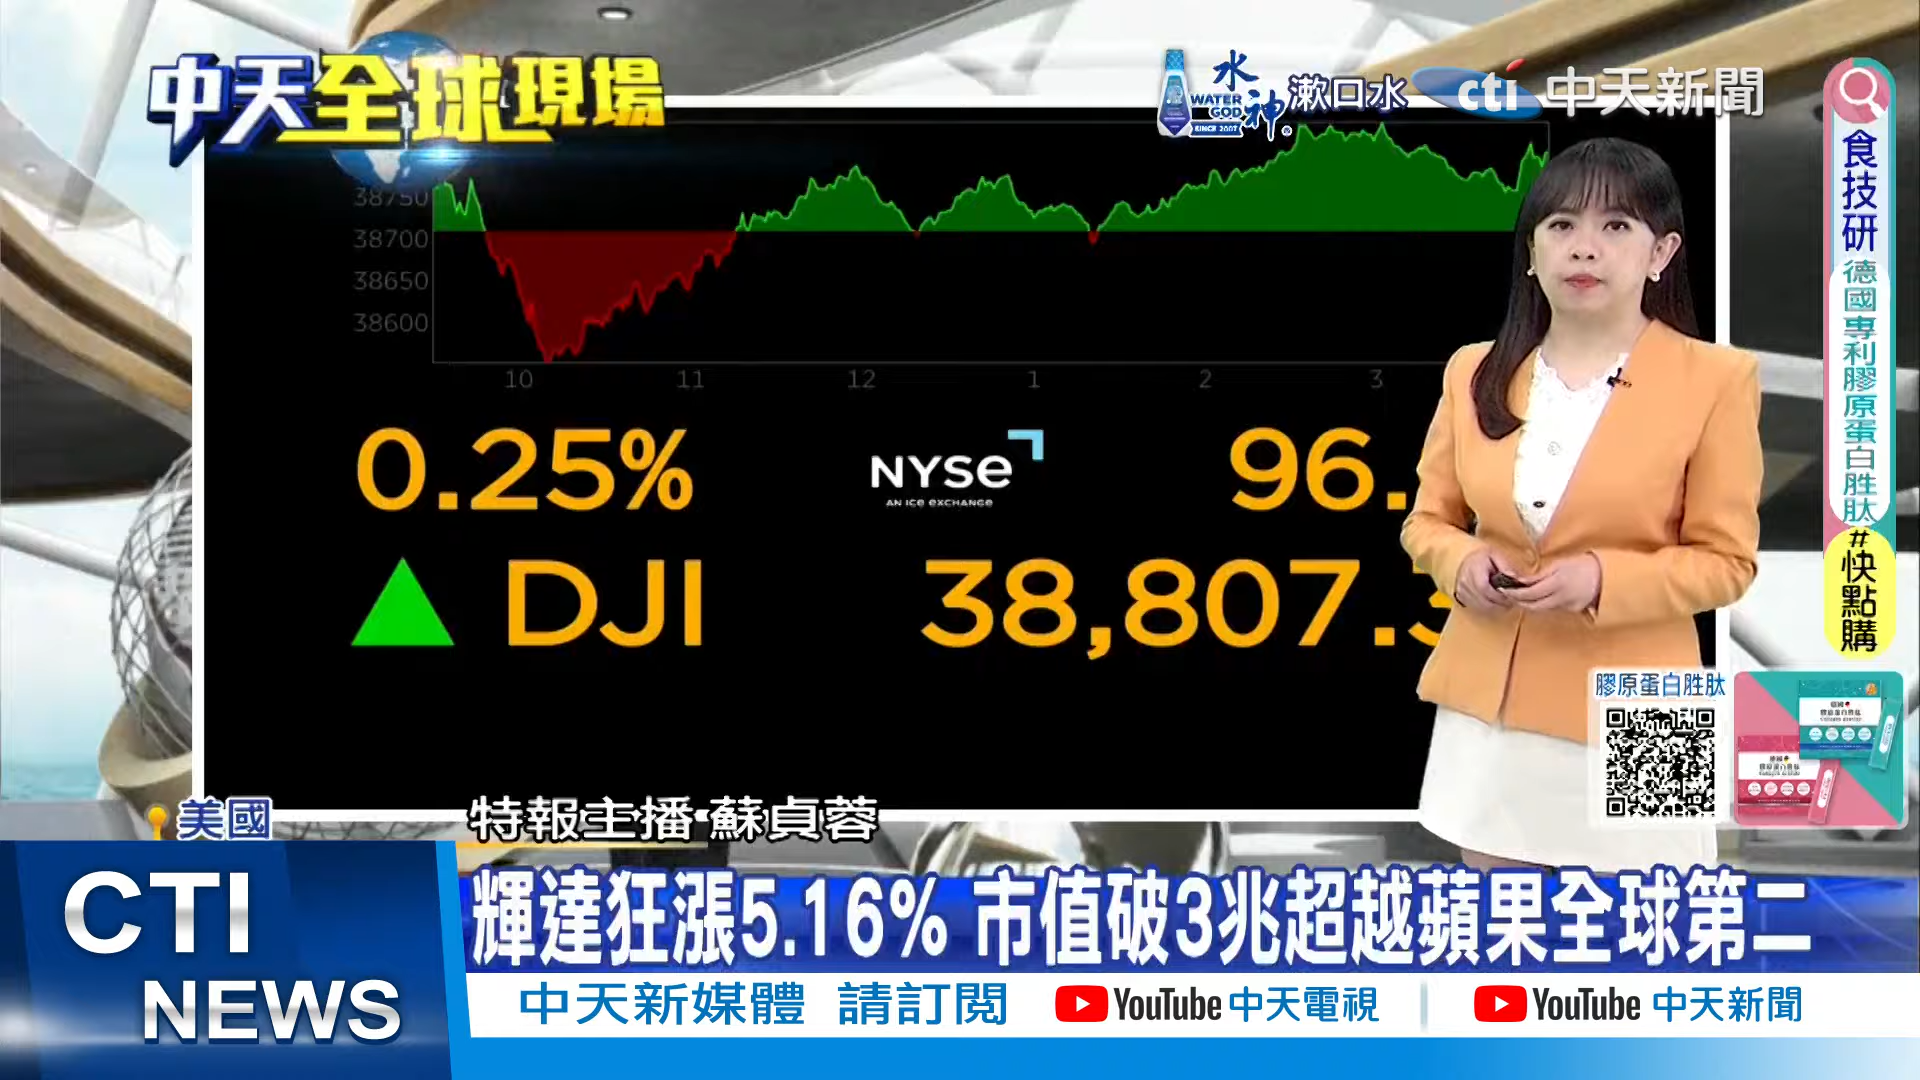 中天全球現場
水神
WATER GOD
SINCE 2007
漱口水
cti 中天新聞
食技研
德國專利膠原蛋白胜肽
#快點購
38750
38700
38650
38600
10 11 12 1 2 3
0.25%
NYSE
AN ICE EXCHANGE
96.
DJI
38,807.3
膠原蛋白胜肽
美國
特報主播 蘇貞蓉
輝達狂漲5.16% 市值破3兆超越蘋果全球第二
CTI
NEWS
中天新媒體 請訂閱
YouTube 中天電視
YouTube 中天新聞